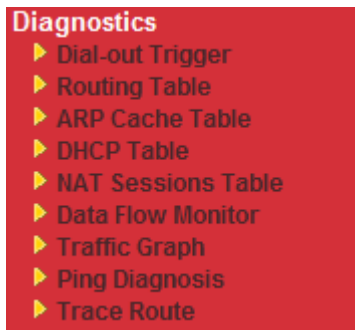 Diagnostics
Dial-out Trigger
Routing Table
ARP Cache Table
DHCP Table
NAT Sessions Table
Data Flow Monitor
Traffic Graph
Ping Diagnosis
Trace Route